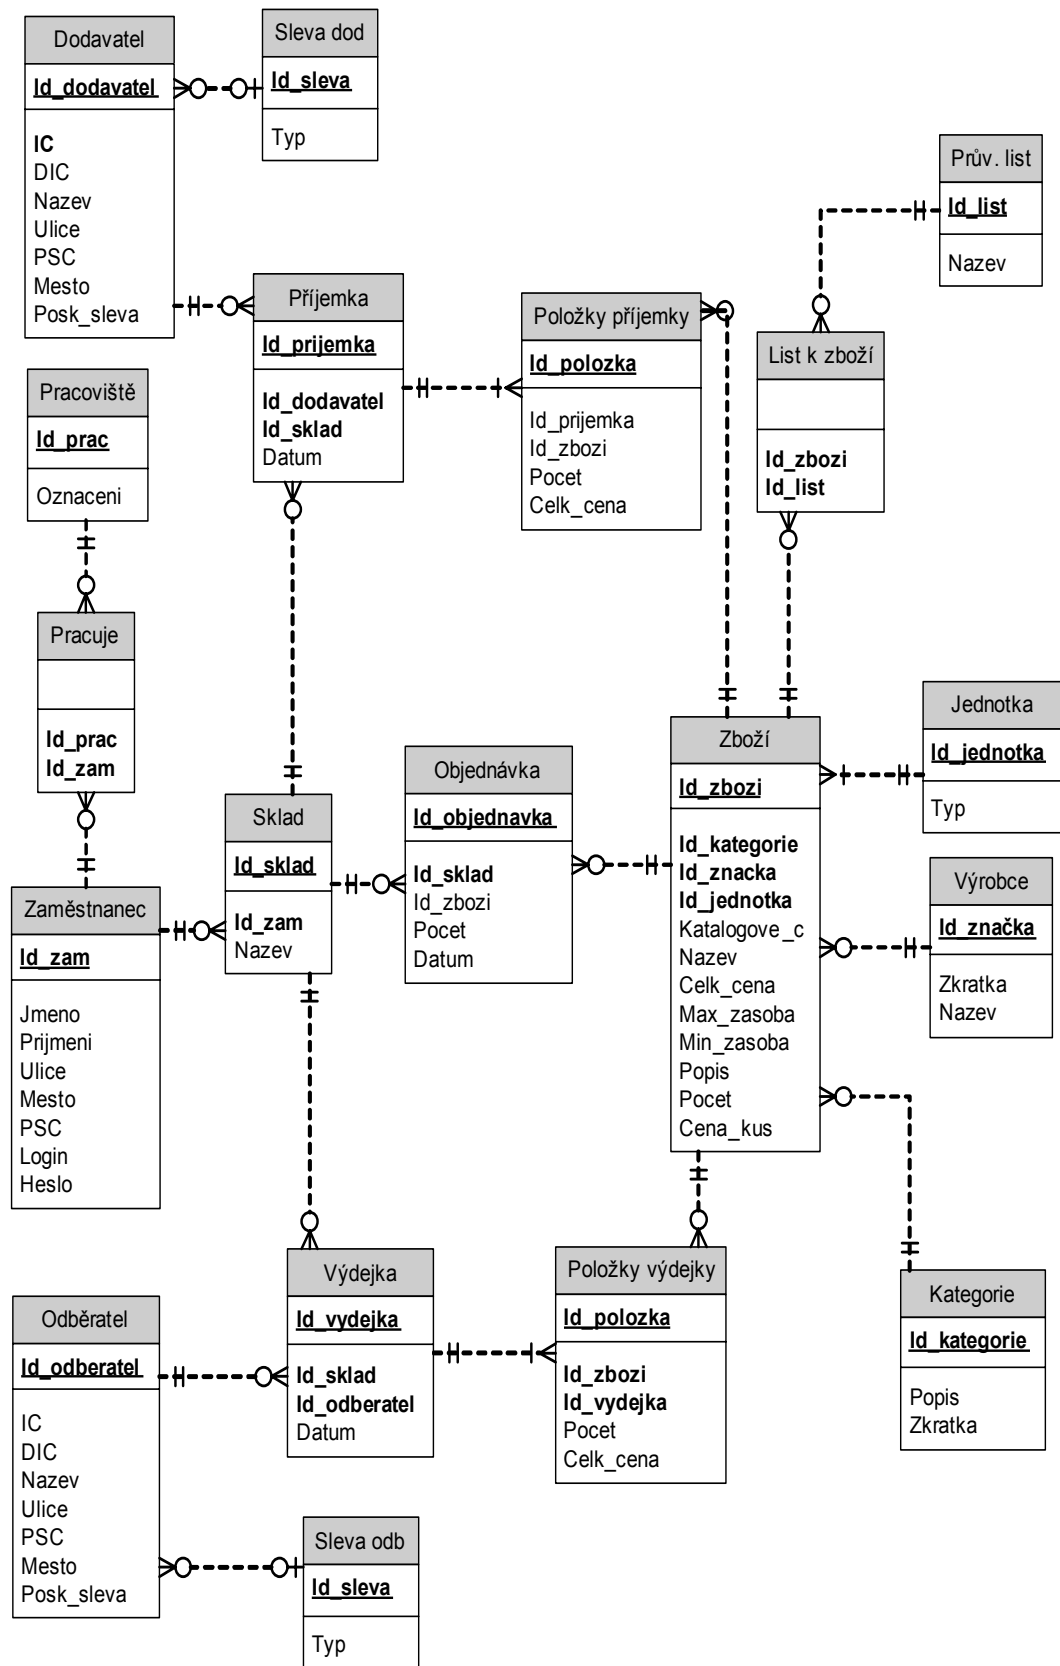 Dodavatel
Id_dodavatel
IC
DIC
Nazev
Ulice
PSC
Mesto
Posk_sleva
Sleva dod
Id_sleva
Typ
Prův. list
Id_list
Nazev
Příjemka
Id_prijemka
Id_dodavatel
Id_sklad
Datum
Položky příjemky
Id_polozka
Id_prijemka
Id_zbozi
Pocet
Celk_cena
List k zboží
Id_zbozi
Id_list
Pracoviště
Id_prac
Oznaceni
Pracuje
Id_prac
Id_zam
Zaměstnanec
Id_zam
Jmeno
Prijmeni
Ulice
Mesto
PSC
Login
Heslo
Sklad
Id_sklad
Id_zam
Nazev
Objednávka
Id_objednavka
Id_sklad
Id_zbozi
Pocet
Datum
Zboží
Id_zbozi
Id_kategorie
Id_znacka
Id_jednotka
Katalogove_c
Nazev
Celk_cena
Max_zasoba
Min_zasoba
Popis
Pocet
Cena_kus
Jednotka
Id_jednotka
Typ
Výrobce
Id_značka
Zkratka
Nazev
Kategorie
Id_kategorie
Popis
Zkratka
Výdejka
Id_vydejka
Id_sklad
Id_odberatel
Datum
Položky výdejky
Id_polozka
Id_zbozi
Id_vydejka
Pocet
Celk_cena
Odběratel
Id_odberatel
IC
DIC
Nazev
Ulice
PSC
Mesto
Posk_sleva
Sleva odb
Id_sleva
Typ